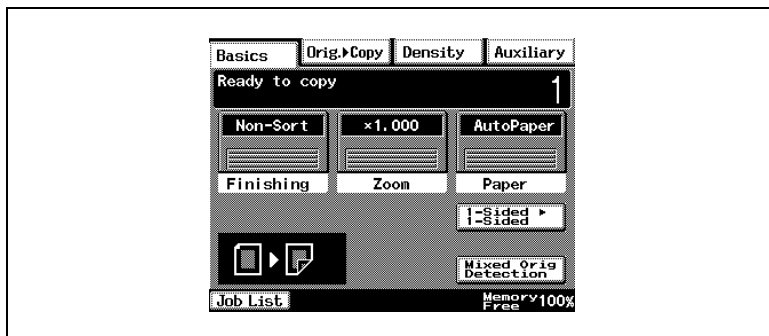 Basics Orig.▸Copy Density Auxiliary
Ready to copy 1
Non-Sort ×1.000 AutoPaper
Finishing Zoom Paper
1-Sided ▸
1-Sided
Mixed Orig
Detection
Job List Memory Free 100%